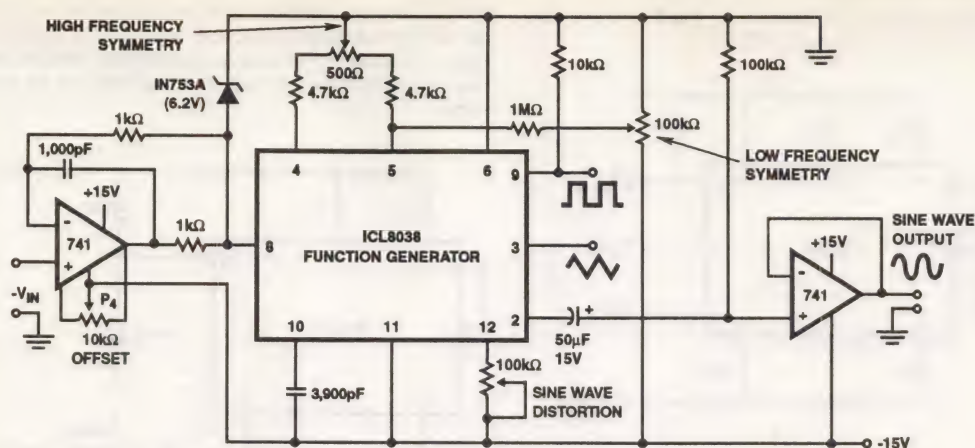 HIGH FREQUENCY
SYMMETRY
500Ω
IN753A
(6.2V)
4.7kΩ
4.7kΩ
10kΩ
100kΩ
1kΩ
1,000pF
1MΩ
100kΩ
LOW FREQUENCY
SYMMETRY
4
5
6
9
+15V
-
741
+
1kΩ
8
ICL8038
FUNCTION GENERATOR
3
-VIN
P4
10kΩ
OFFSET
10
11
12
2
+
50µF
15V
+15V
-
741
+
SINE WAVE
OUTPUT
3,900pF
100kΩ
SINE WAVE
DISTORTION
-15V